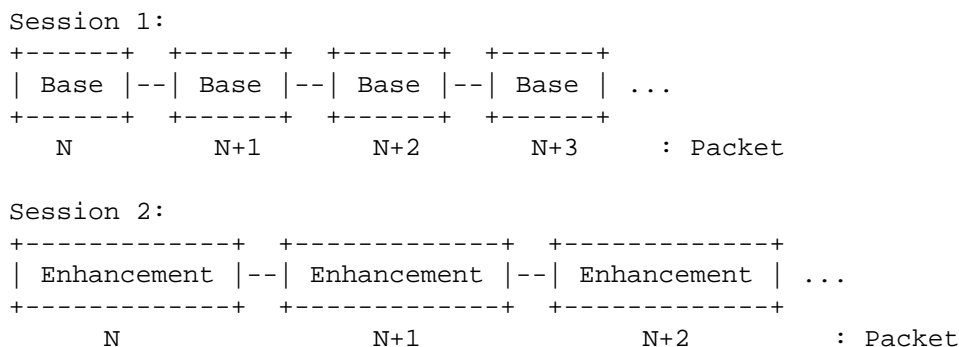 Session 1:
+------+  +------+  +------+  +------+
| Base |--| Base |--| Base |--| Base | ...
+------+  +------+  +------+  +------+
   N         N+1       N+2       N+3    : Packet

Session 2:
+-------------+  +-------------+  +-------------+
| Enhancement |--| Enhancement |--| Enhancement | ...
+-------------+  +-------------+  +-------------+
      N                N+1              N+2         : Packet